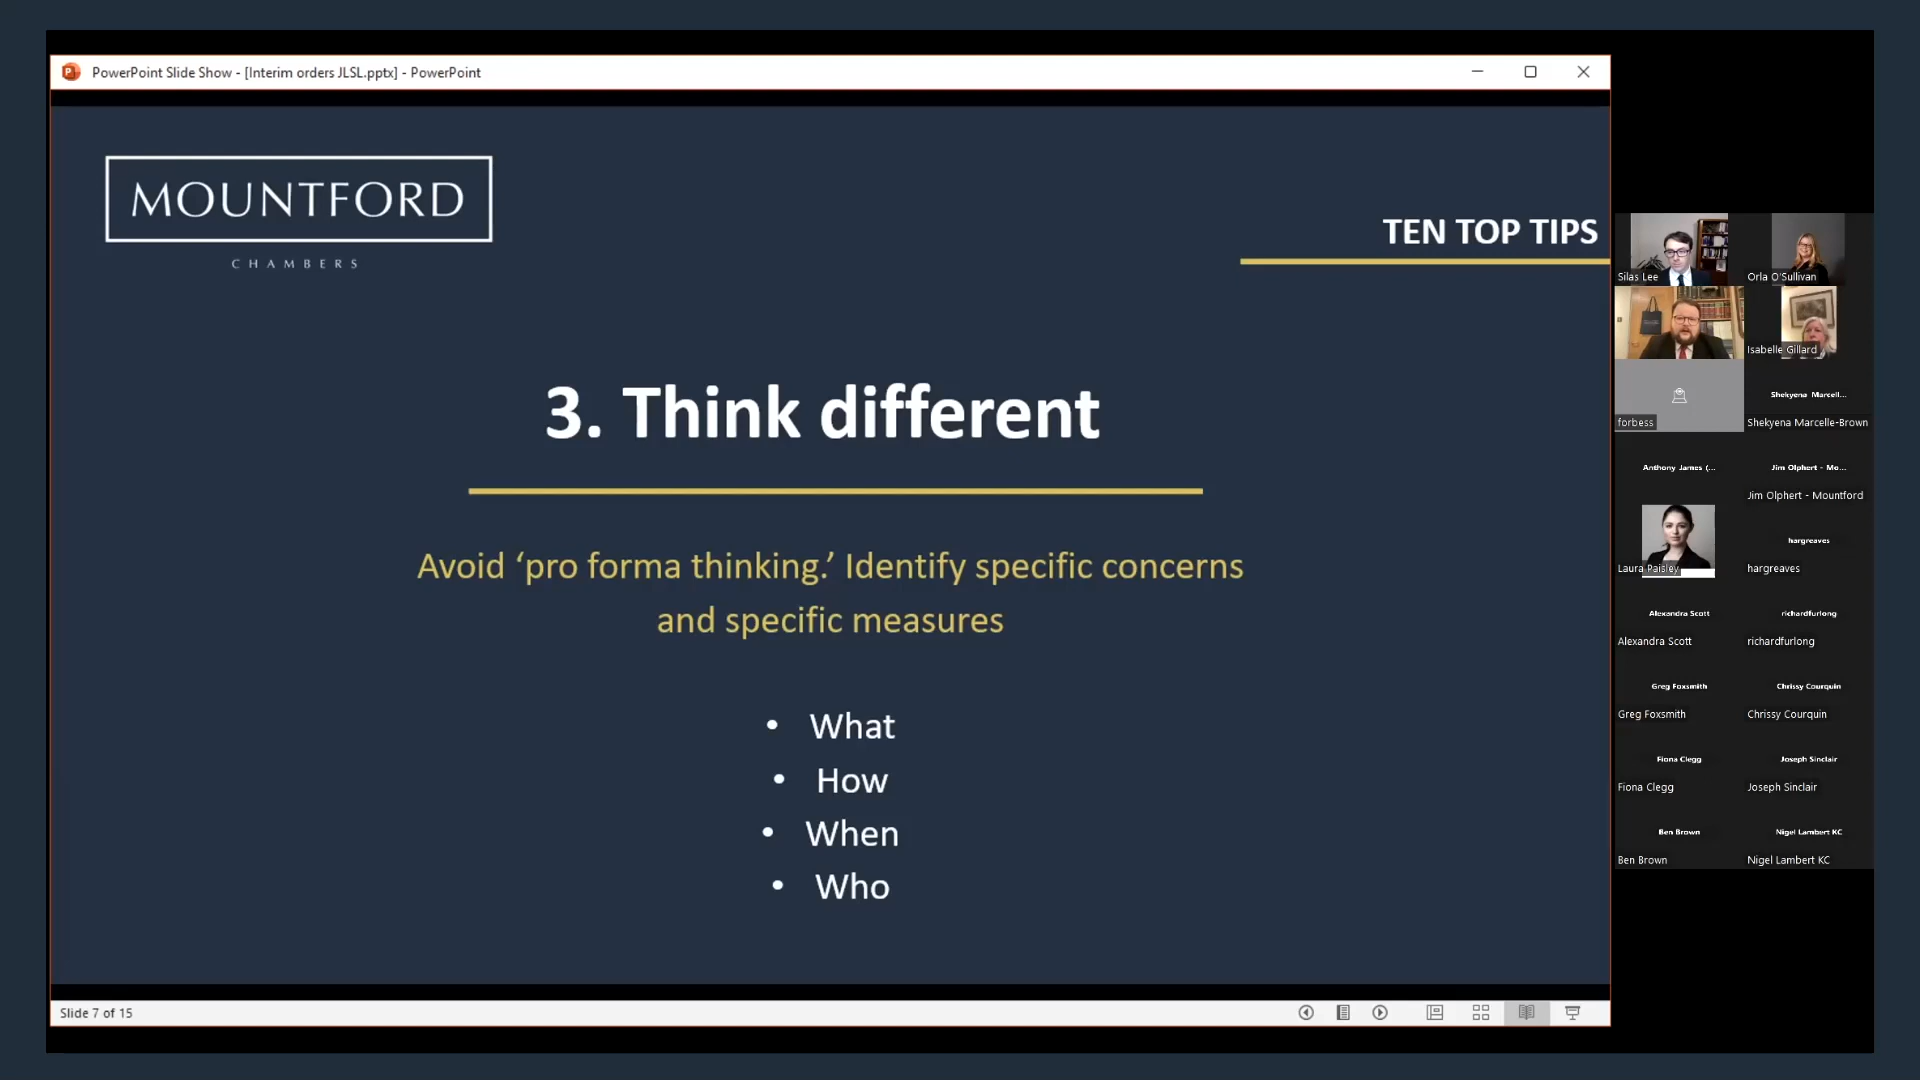 PowerPoint Slide Show - [Interim orders JLSL.pptx] - PowerPoint
MOUNTFORD
CHAMBERS
TEN TOP TIPS
3. Think different
Avoid ‘pro forma thinking.’ Identify specific concerns
and specific measures
• What
• How
• When
• Who
Slide 7 of 15
Silas Lee
Orla O'Sullivan
Isabelle Gillard
forbess
Shekyena Marcell...
Shekyena Marcelle-Brown
Anthony James (...
Jim Olphert - Mo...
Jim Olphert - Mountford
Laura Paisley
hargreaves
hargreaves
Alexandra Scott
Alexandra Scott
richardfurlong
richardfurlong
Greg Foxsmith
Greg Foxsmith
Chrissy Courquin
Chrissy Courquin
Fiona Clegg
Fiona Clegg
Joseph Sinclair
Joseph Sinclair
Ben Brown
Ben Brown
Nigel Lambert KC
Nigel Lambert KC